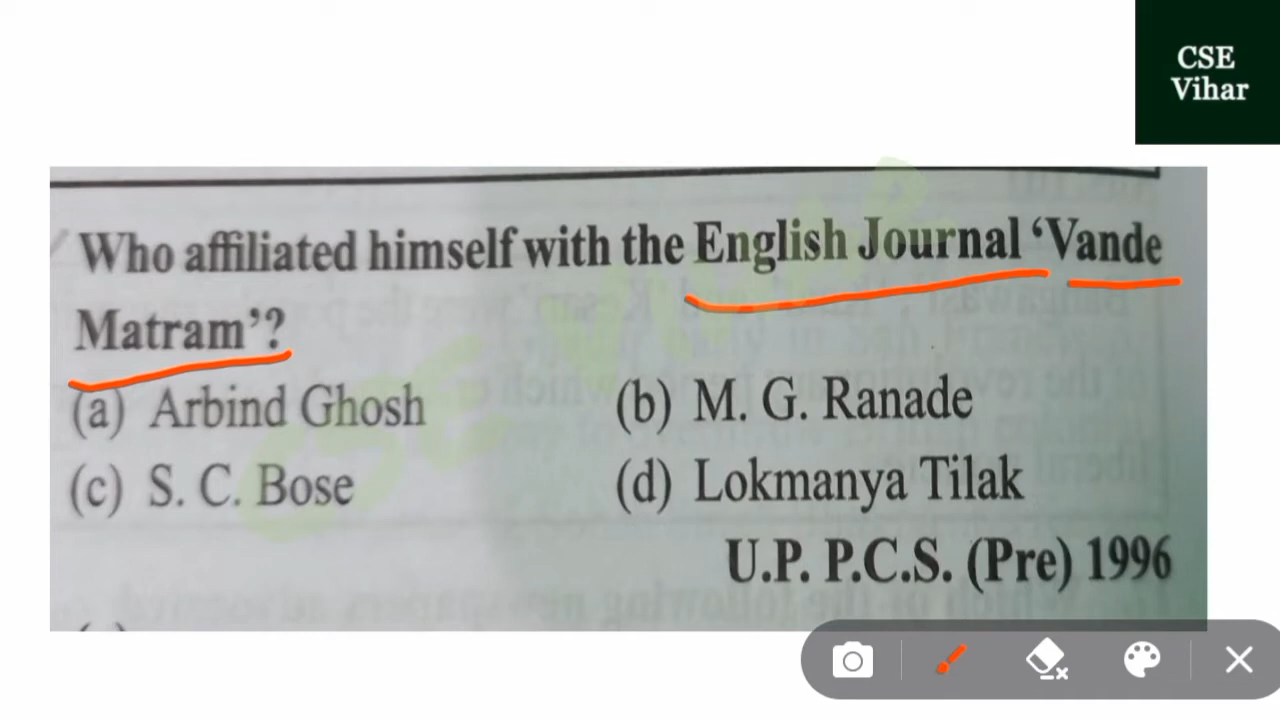 CSE
Vihar
Who affiliated himself with the English Journal ‘Vande
Matram’?
(a) Arbind Ghosh (b) M. G. Ranade
(c) S. C. Bose (d) Lokmanya Tilak
U.P. P.C.S. (Pre) 1996